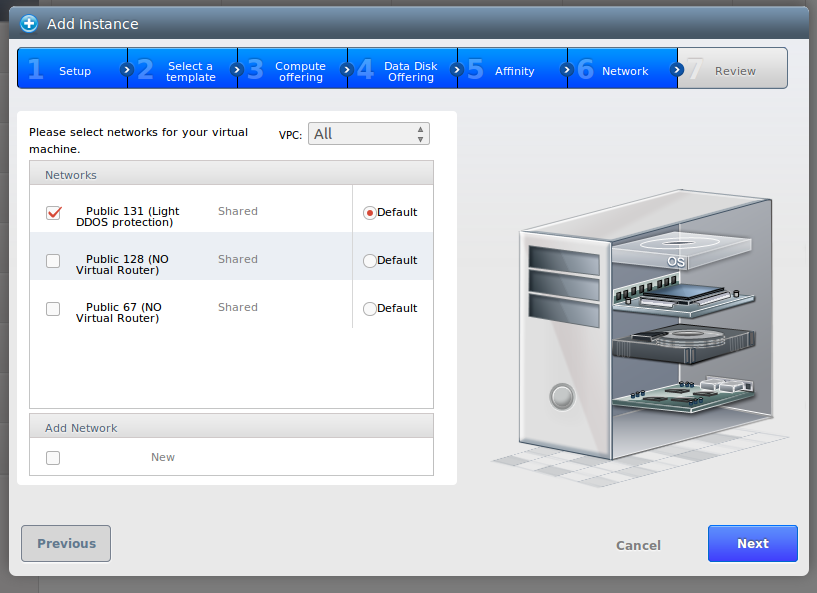 Add Instance
1 Setup
2 Select a
template
3 Compute
offering
4 Data Disk
Offering
5 Affinity
6 Network
7 Review
Please select networks for your virtual
machine.
VPC: All
Networks
Public 131 (Light
DDOS protection)
Shared
Default
Public 128 (NO
Virtual Router)
Shared
Default
Public 67 (NO
Virtual Router)
Shared
Default
Add Network
New
OS
Previous
Cancel
Next